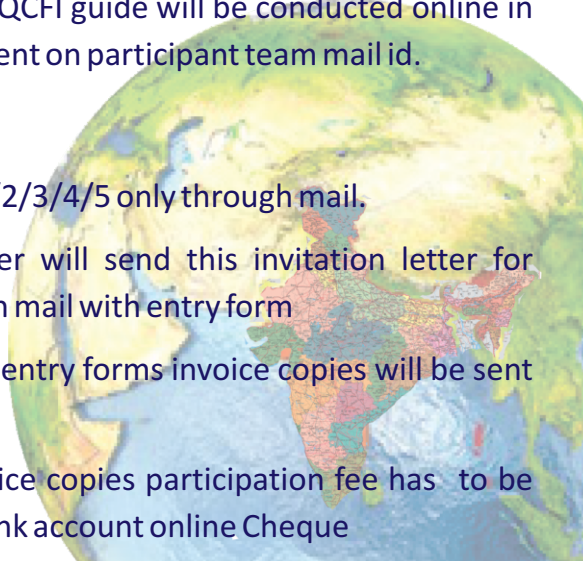 QCFI guide will be conducted online in
ent on participant team mail id.
/2/3/4/5 only through mail.
er will send this invitation letter for
n mail with entry form
entry forms invoice copies will be sent
ice copies participation fee has to be
nk account online Cheque